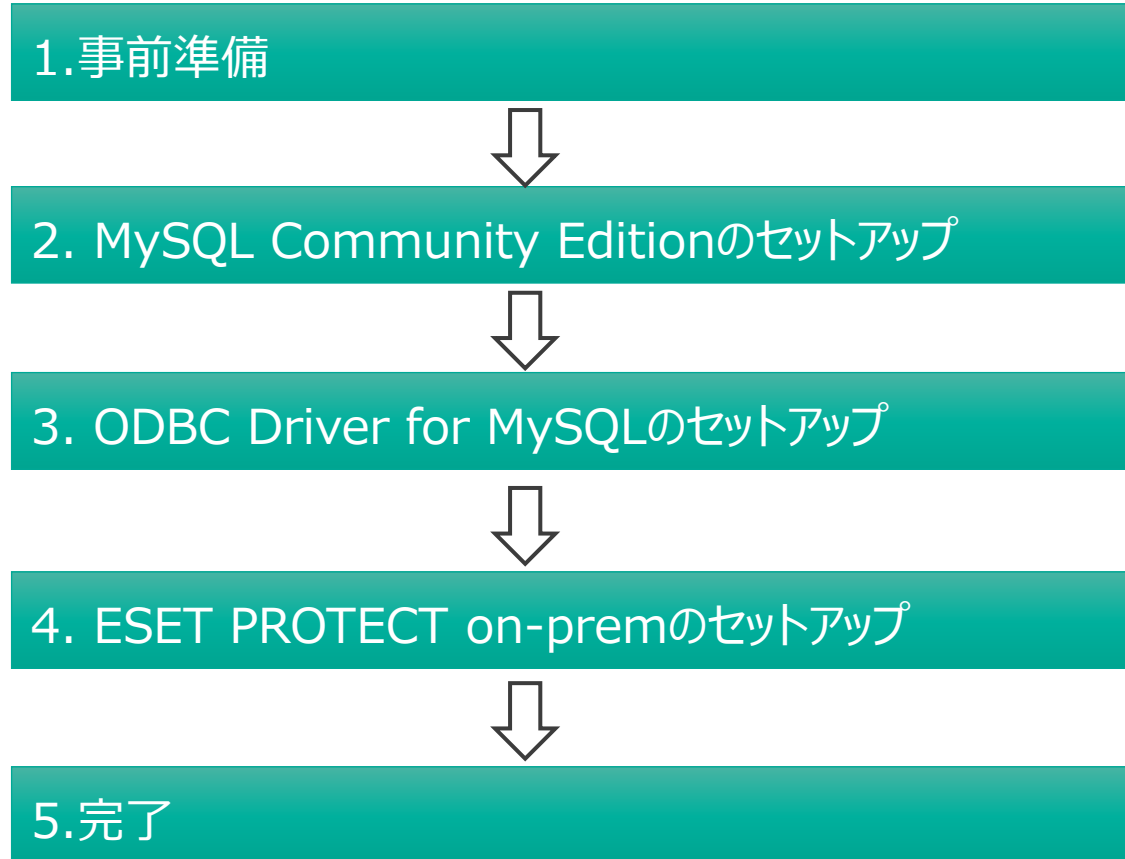 1.事前準備
2. MySQL Community Editionのセットアップ
3. ODBC Driver for MySQLのセットアップ
4. ESET PROTECT on-premのセットアップ
5.完了